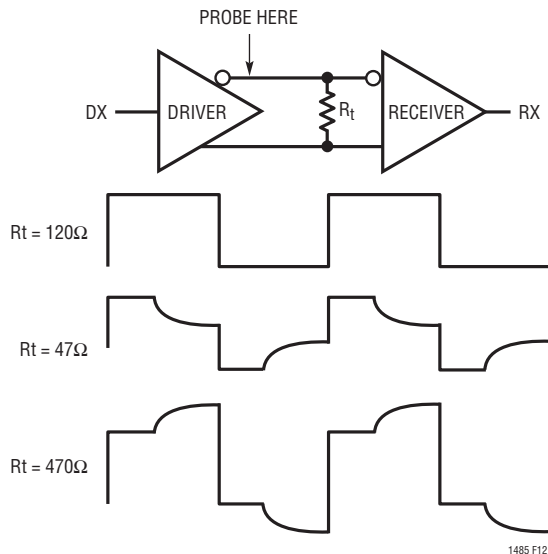 PROBE HERE
DX
DRIVER
Rt
RECEIVER
RX
Rt = 120Ω
Rt = 47Ω
Rt = 470Ω
1485 F12